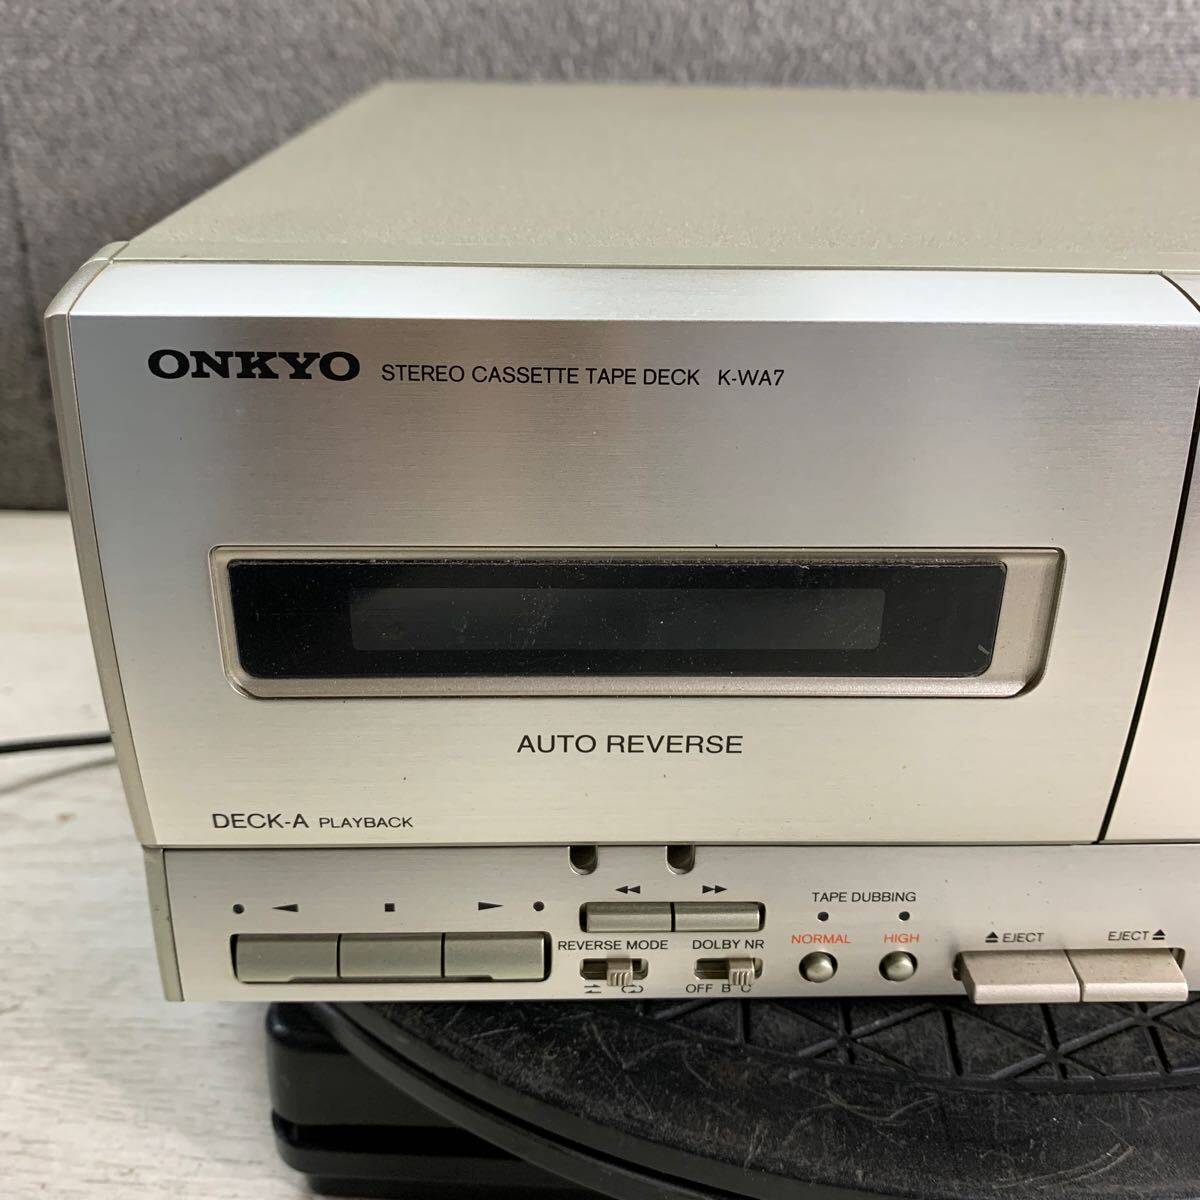 ONKYO STEREO CASSETTE TAPE DECK K-WA7
AUTO REVERSE
DECK-A PLAYBACK
TAPE DUBBING
NORMAL HIGH
REVERSE MODE DOLBY NR
OFF B C
EJECT EJECT